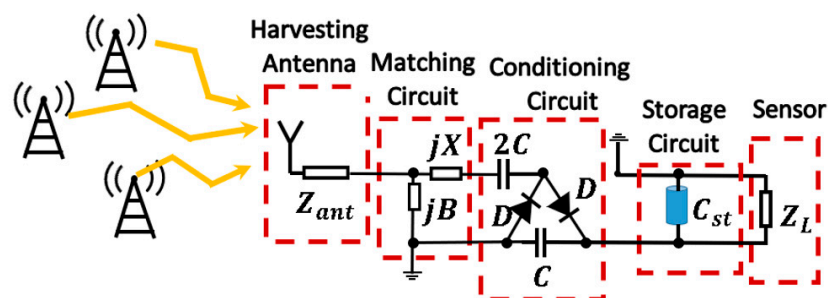 Harvesting
Antenna
Matching
Circuit
Conditioning
Circuit
Storage
Circuit
Sensor
Z_ant
jX
jB
2C
D
D
C
C_st
Z_L